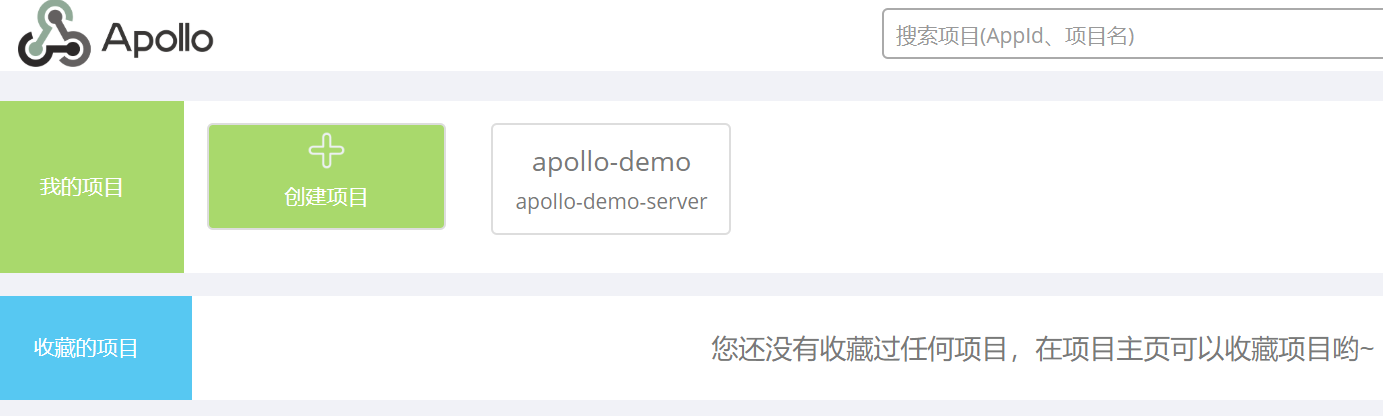 Apollo
搜索项目(AppId、项目名)
我的项目
创建项目
apollo-demo
apollo-demo-server
收藏的项目
您还没有收藏过任何项目，在项目主页可以收藏项目哟~